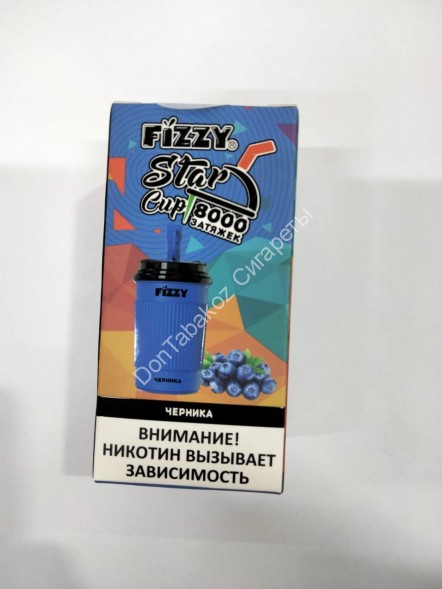 FIZZY®
Star
Cup 8000
ЗАТЯЖЕК
FIZZY
ЧЕРНИКА
DonTabakoz Сигареты
ЧЕРНИКА
ВНИМАНИЕ!
НИКОТИН ВЫЗЫВАЕТ
ЗАВИСИМОСТЬ